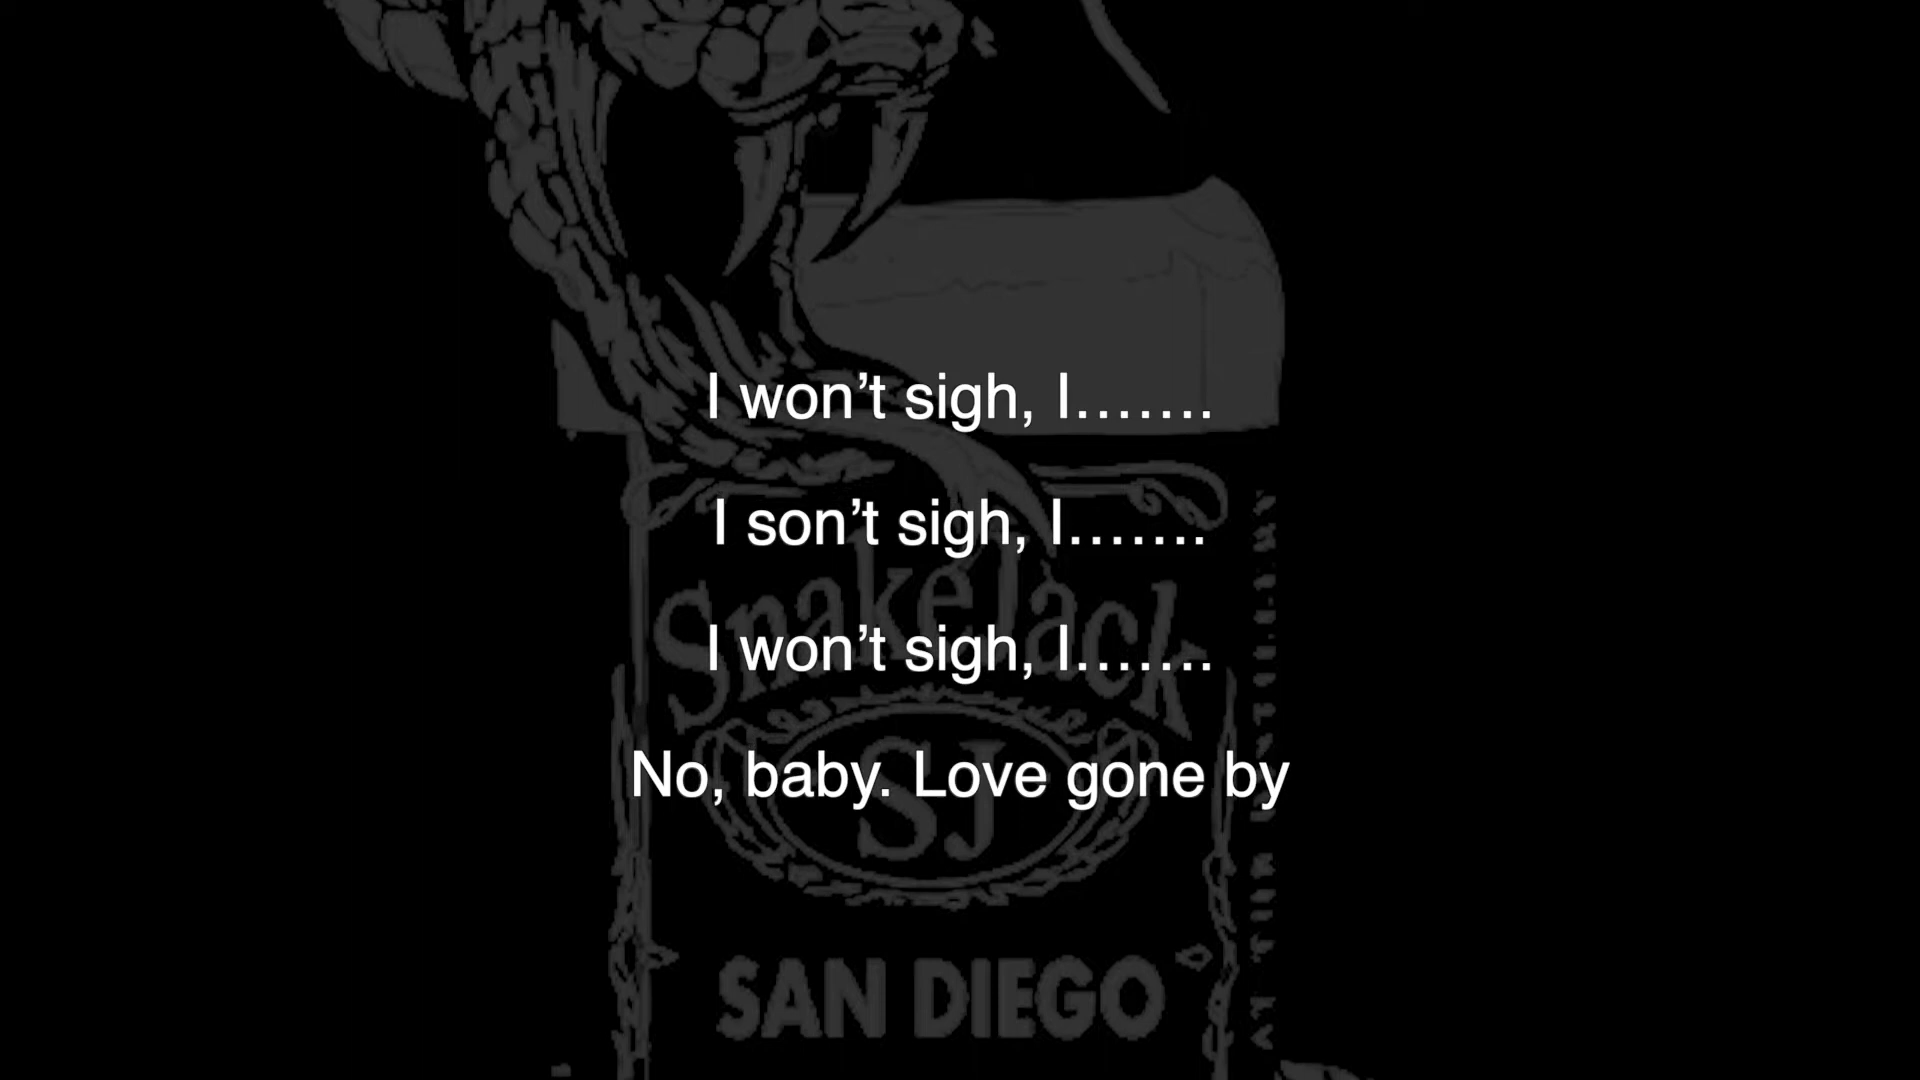 I won’t sigh, I…….
I son’t sigh, I…….
SnakeJack
I won’t sigh, I…….
No, baby. Love gone by
SJ
SAN DIEGO